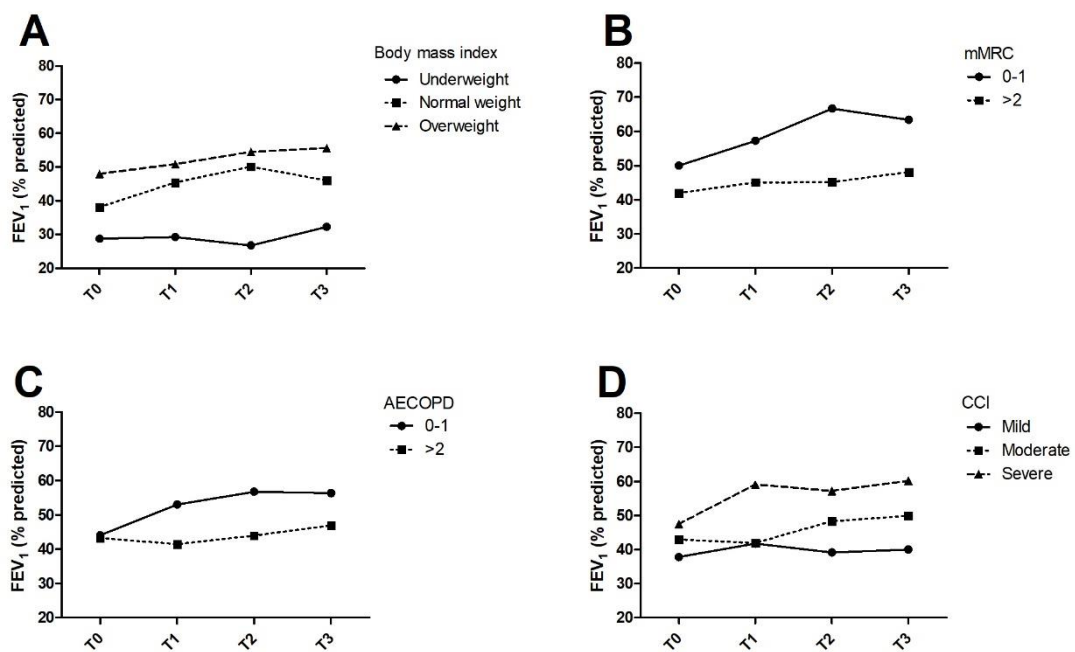 A
Body mass index
Underweight
Normal weight
Overweight
FEV1 (% predicted)
80
70
60
50
40
30
20
T0
T1
T2
T3
B
mMRC
0-1
>2
FEV1 (% predicted)
80
70
60
50
40
30
20
T0
T1
T2
T3
C
AECOPD
0-1
>2
FEV1 (% predicted)
80
70
60
50
40
30
20
T0
T1
T2
T3
D
CCI
Mild
Moderate
Severe
FEV1 (% predicted)
80
70
60
50
40
30
20
T0
T1
T2
T3